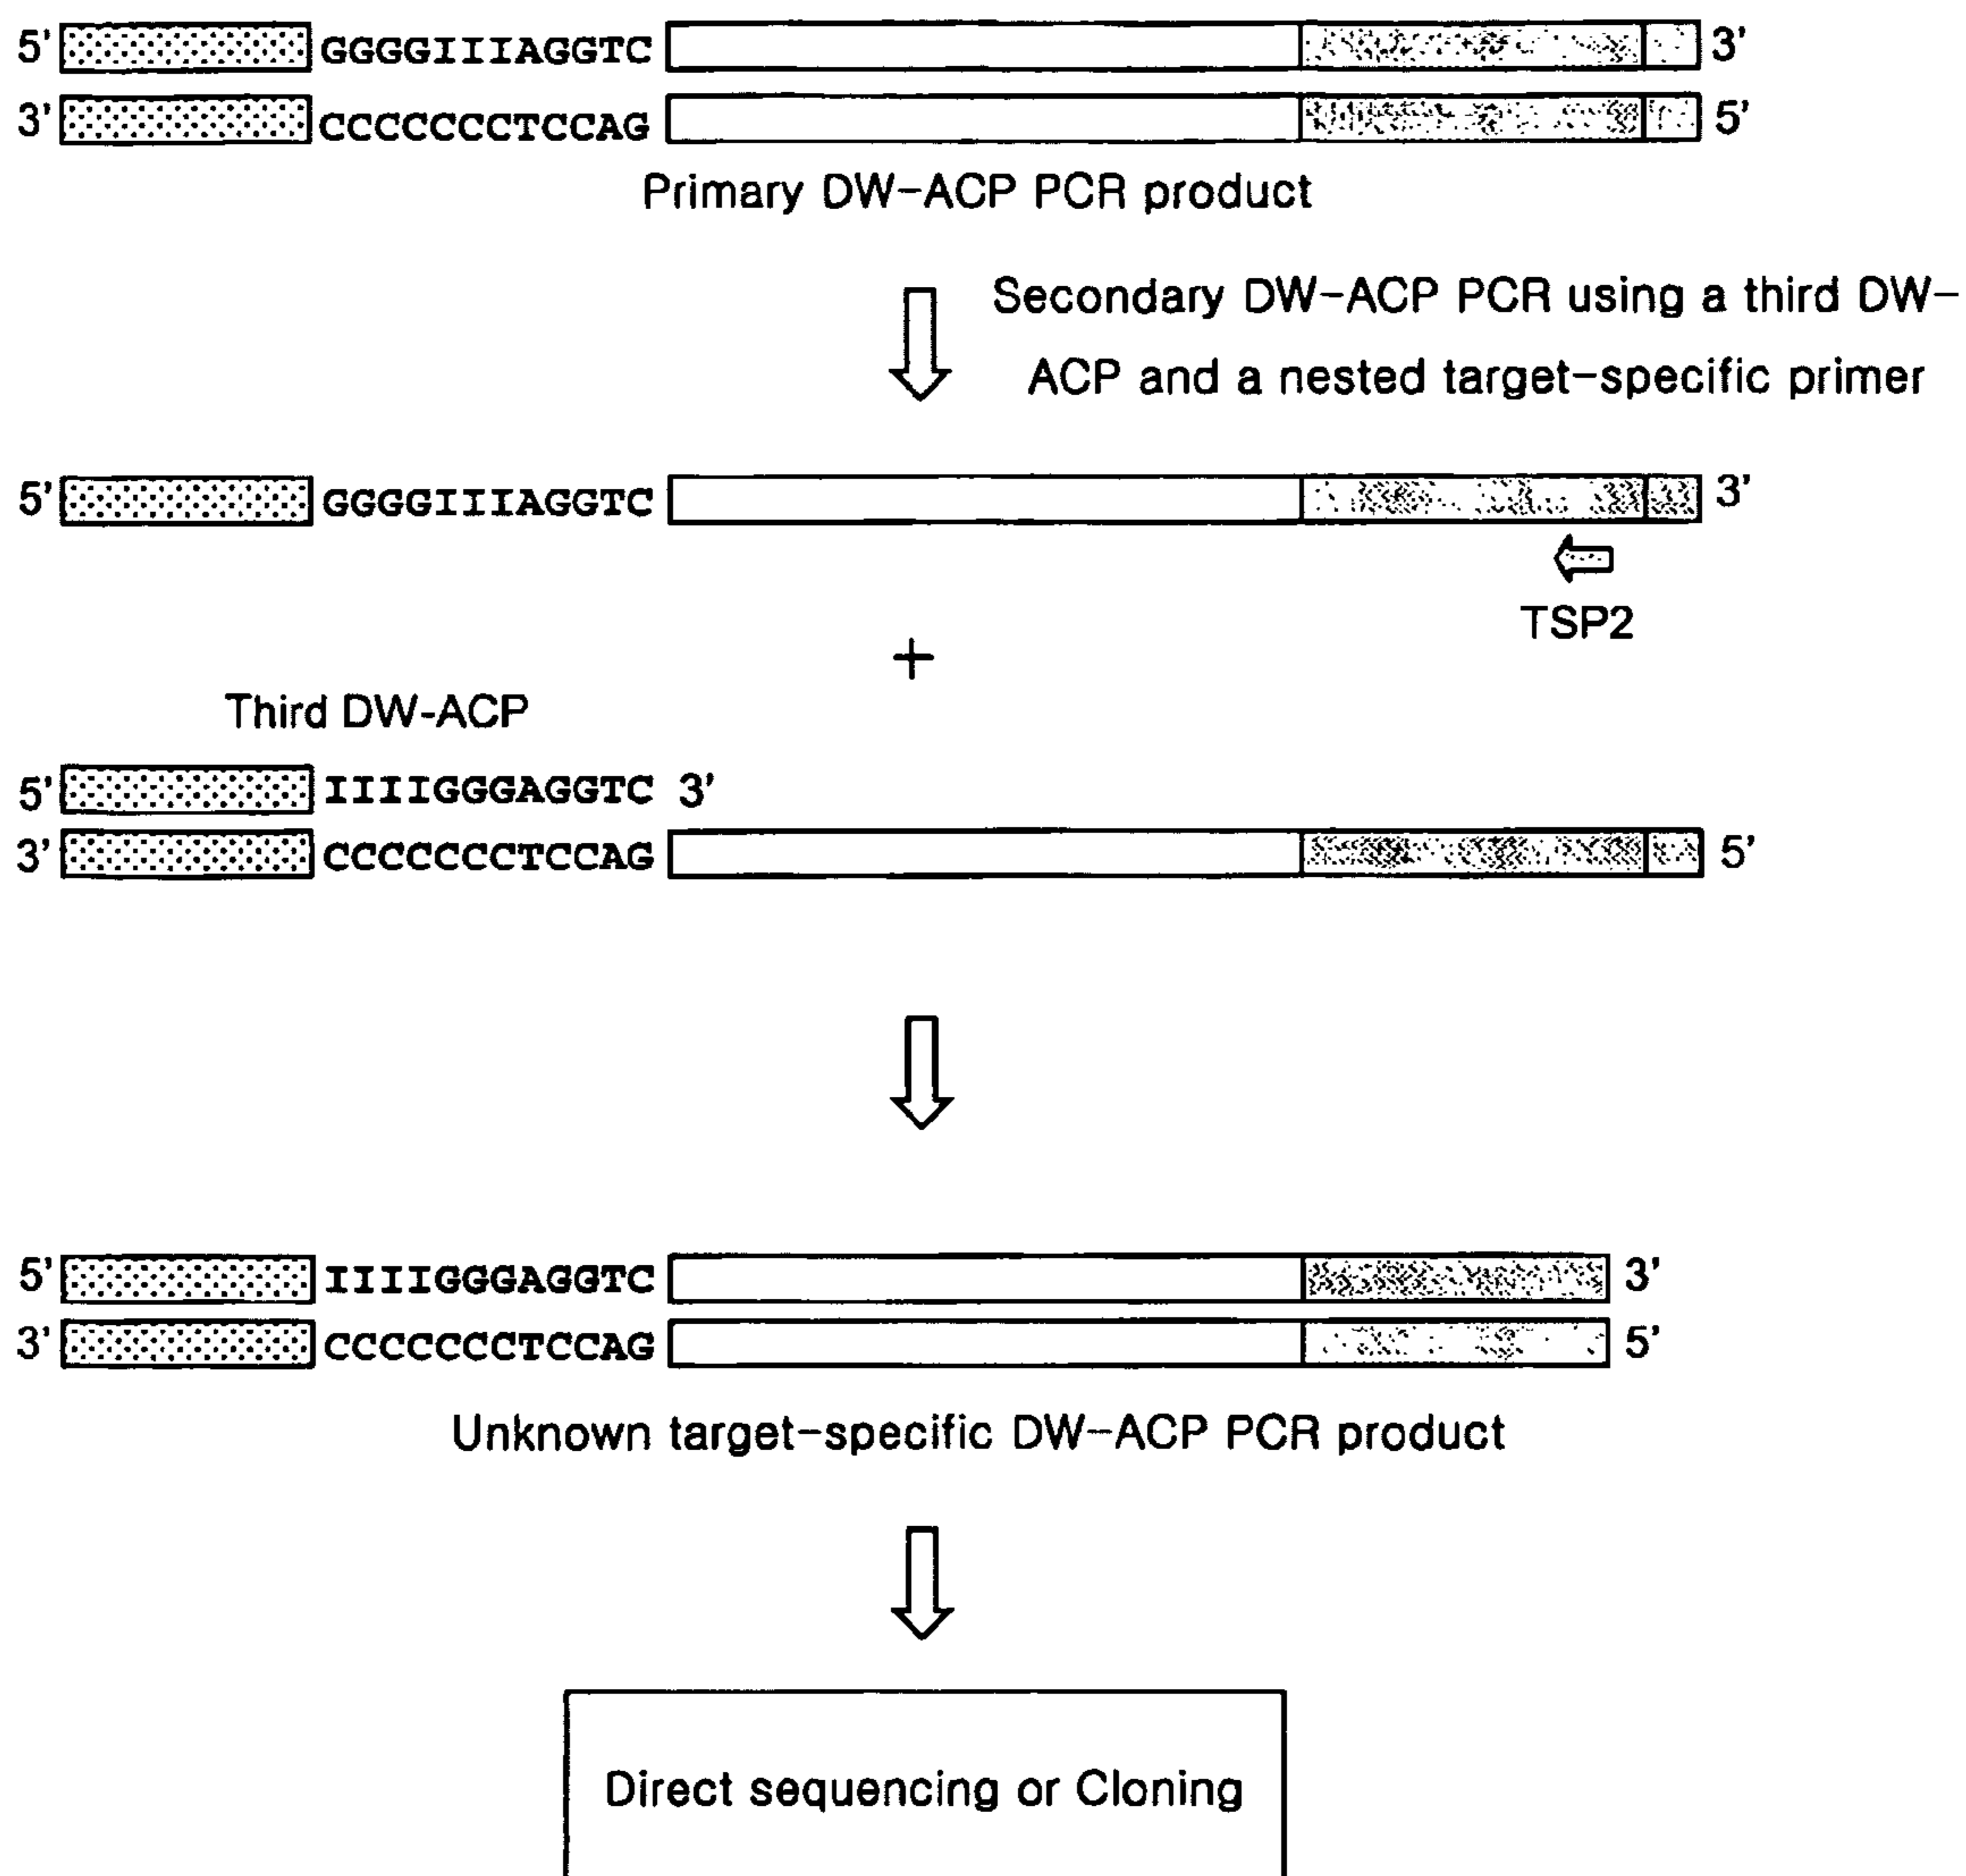 5' GGGGIIIAGGTC 3'
3' CCCCCCCTCCAG 5'
Primary DW-ACP PCR product
Secondary DW-ACP PCR using a third DW-
ACP and a nested target-specific primer
5' GGGGIIIAGGTC 3'
TSP2
+
Third DW-ACP
5' IIIIGGGAGGTC 3'
3' CCCCCCCTCCAG 5'
5' IIIIGGGAGGTC 3'
3' CCCCCCCTCCAG 5'
Unknown target-specific DW-ACP PCR product
Direct sequencing or Cloning